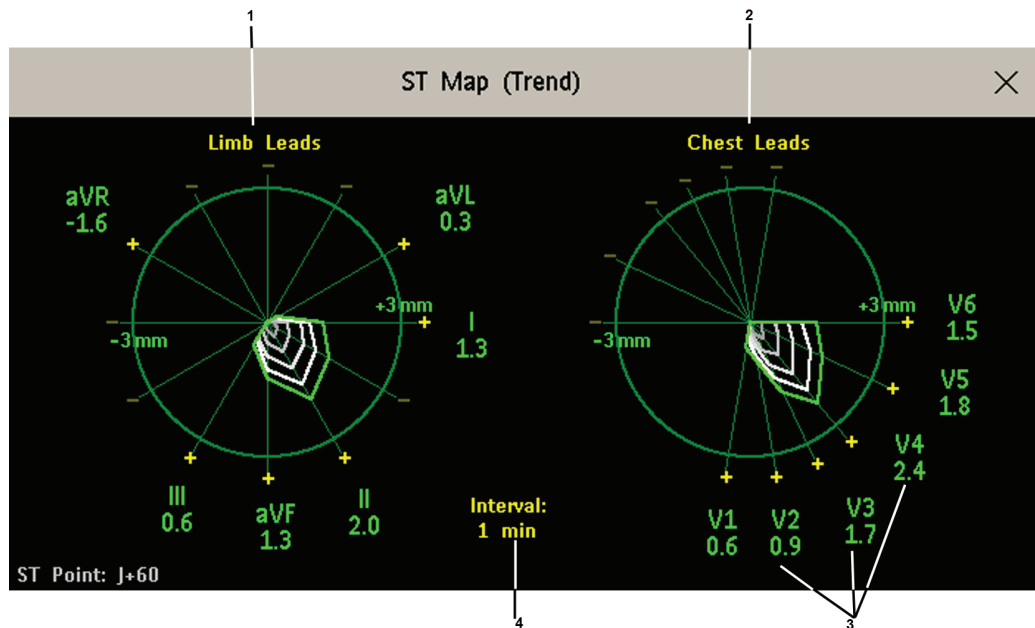 1
2
ST Map (Trend)
Limb Leads
Chest Leads
aVR
-1.6
aVL
0.3
+3 mm
-3 mm
I
1.3
III
0.6
aVF
1.3
II
2.0
+3 mm
-3 mm
V6
1.5
V5
1.8
V4
2.4
V3
1.7
V2
0.9
V1
0.6
Interval:
1 min
ST Point: J+60
4
3